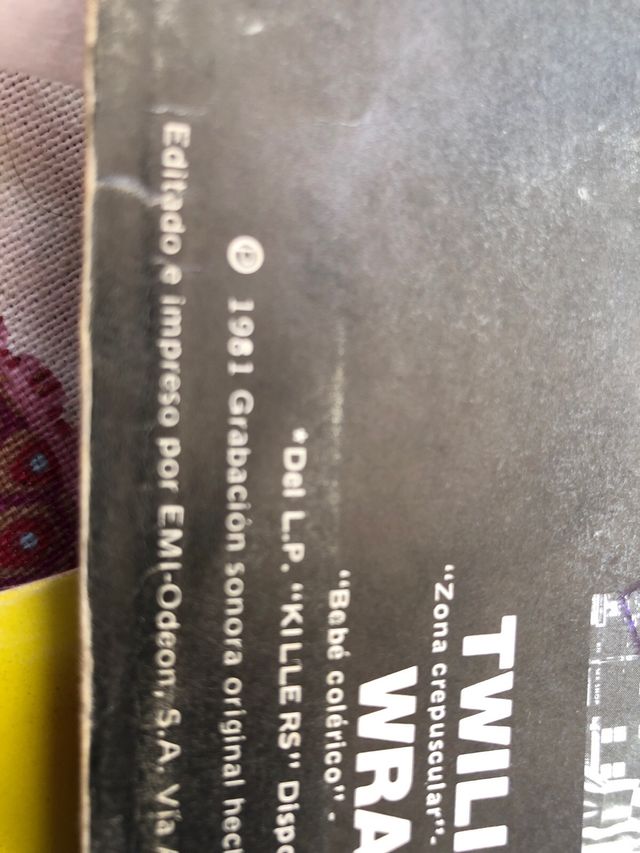 TWILI
"Zona crepuscular".
WRA
"Bebé colérico".
*Del L.P. "KILLERS" Dispo
Ⓟ 1981 Grabación sonora original hech
Editado e impreso por EMI-Odeon, S.A. Vía